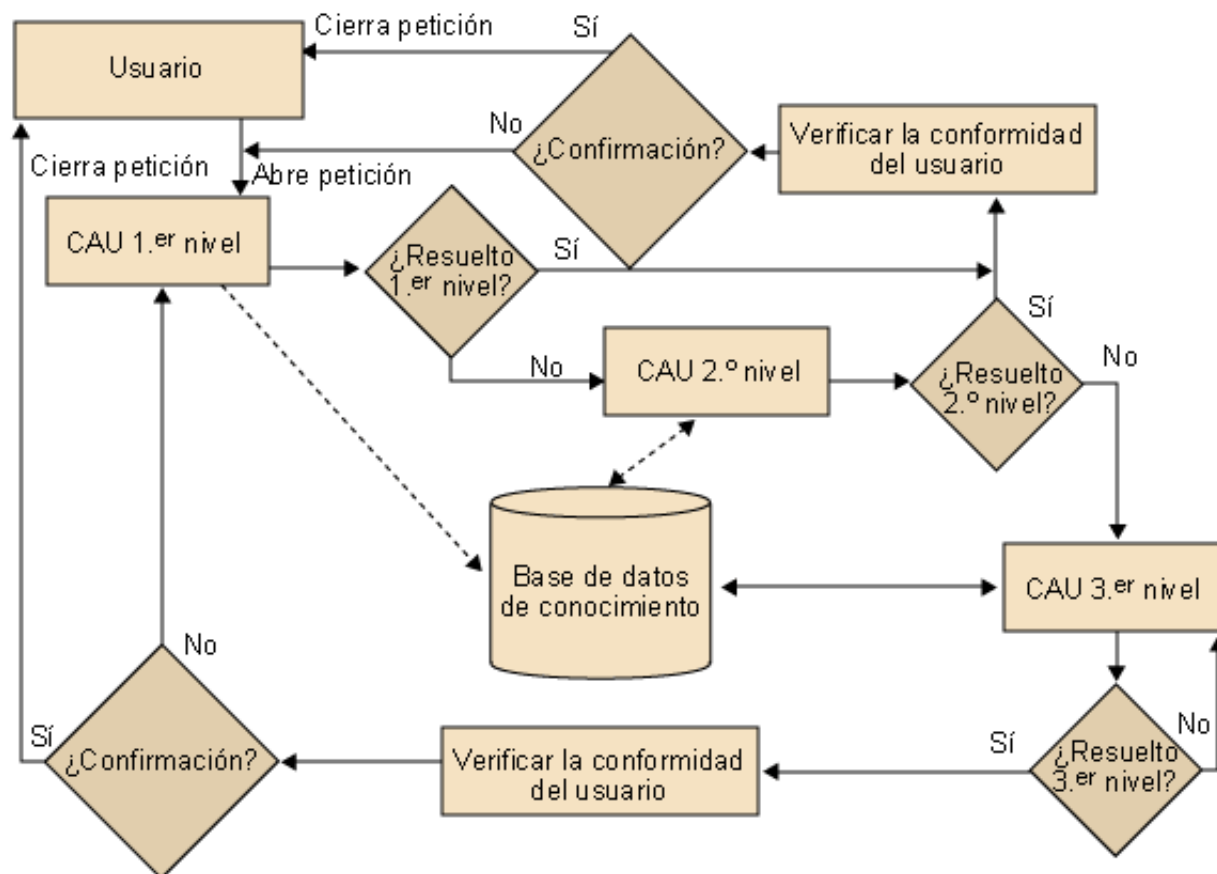 Cierra petición
Sí
Usuario
No
¿Confirmación?
Verificar la conformidad
del usuario
Cierra petición
Abre petición
CAU 1.er nivel
¿Resuelto
1.er nivel?
Sí
Sí
No
CAU 2.º nivel
¿Resuelto
2.º nivel?
No
Base de datos
de conocimiento
CAU 3.er nivel
No
Sí
¿Confirmación?
Verificar la conformidad
del usuario
Sí
¿Resuelto
3.er nivel?
No